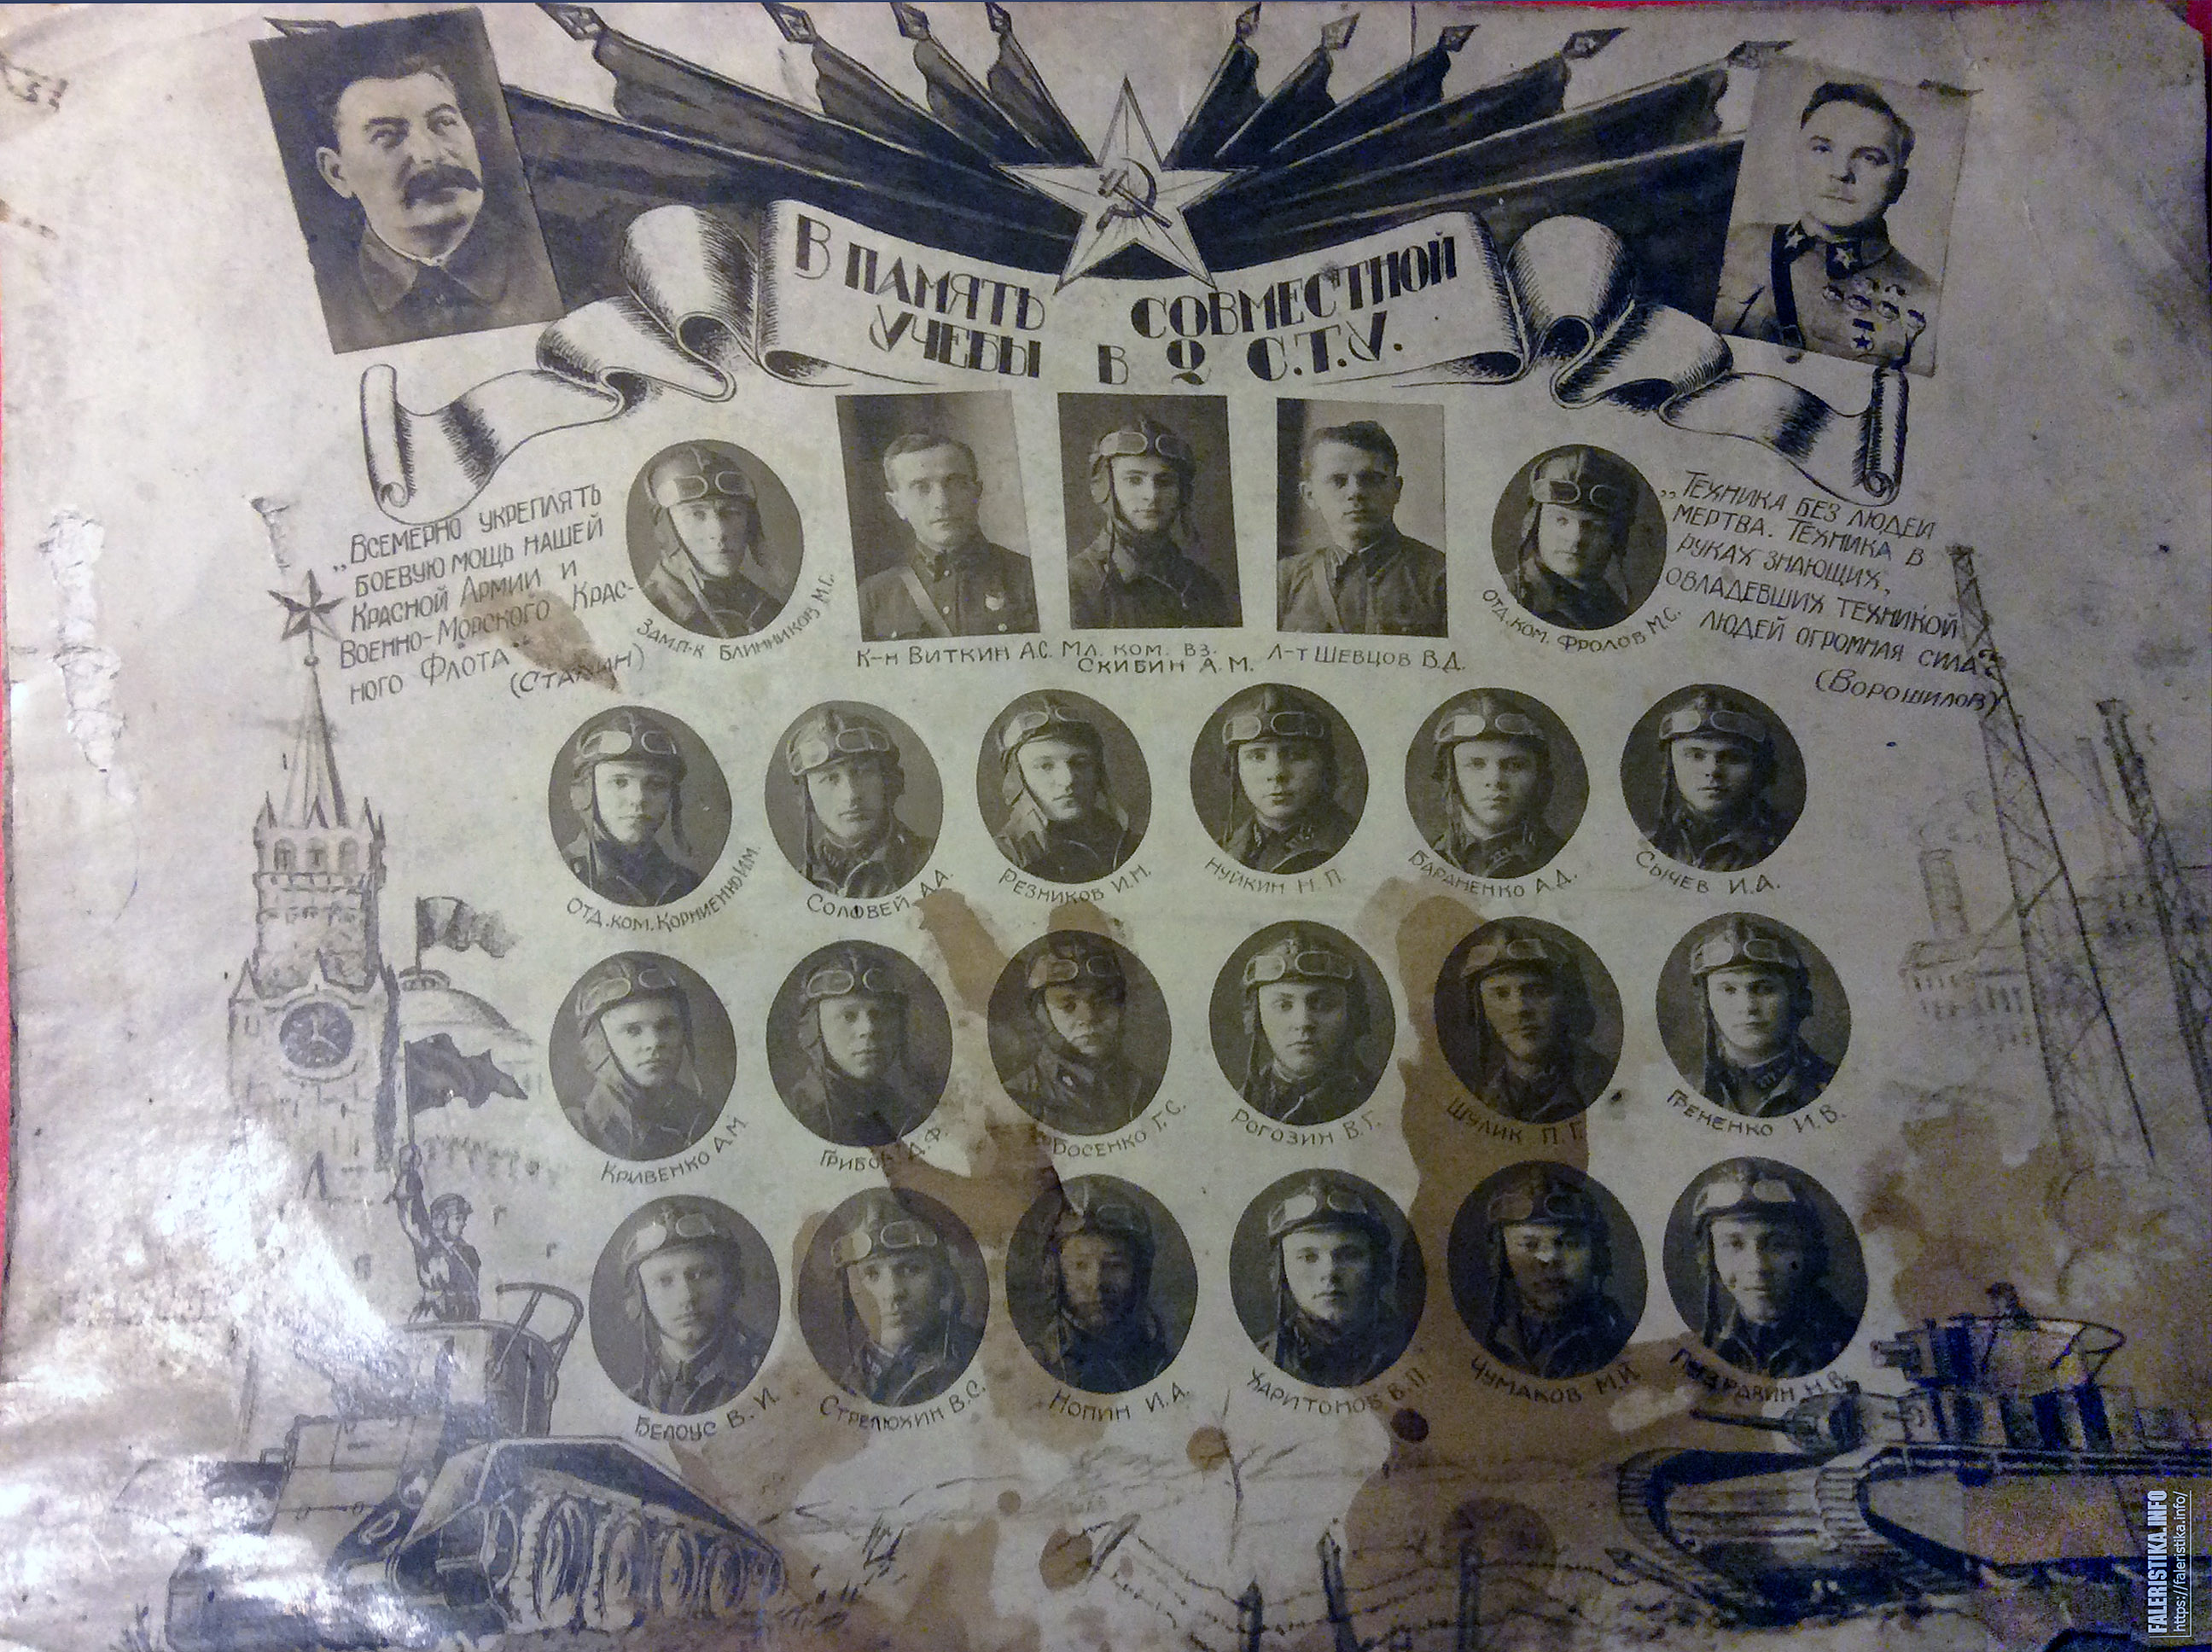 В ПАМЯТЬ СОВМЕСТНОЙ
УЧЕБЫ В 2 С.Т.У.
„Всемерно укреплять
боевую мощь нашей
Красной Армии и
Военно-Морского Крас-
ного Флота“
(Сталин)
„Техника без людей
мертва. Техника в
руках знающих,
овладевших техникой
людей огромная сила“
(Ворошилов)
Зам.п-к Блинников М.Г.
К-н Виткин А.С.
Мл. ком. вз.
Скибин А.М.
Л-т Шевцов В.Д.
Отд.ком. Фролов М.С.
Отд.ком. Корниенко И.М.
Соловей А.А.
Резников И.Н.
Нуйкин Н.П.
Бараненко А.Д.
Сычев И.А.
Кривенко А.М.
Д.Ф.
Босенко Г.С.
Рогозин В.Г.
Шулик П.Г.
Грененко И.В.
Белоус В.И.
Стрелюхин В.С.
Нопин И.А.
Харитонов В.П.
Чумаков М.И.
Н.В.
FALERISTIKA.INFO
https://faleristika.info/